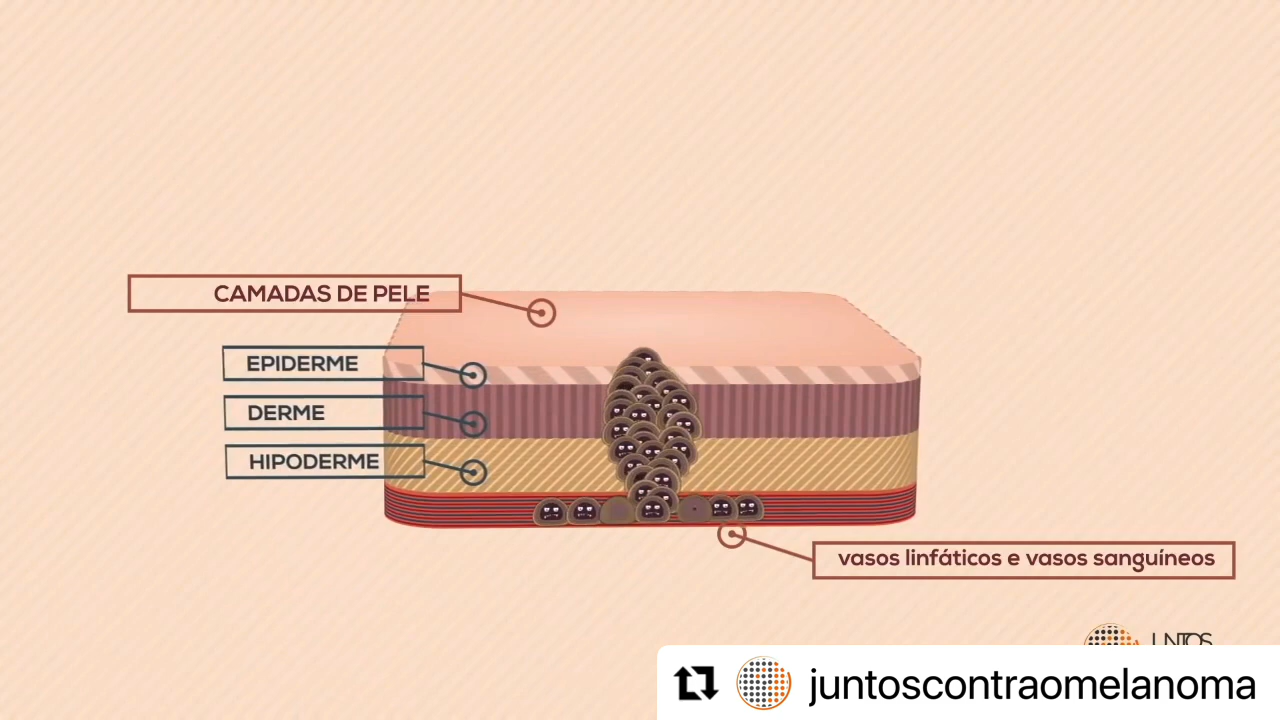 CAMADAS DE PELE
EPIDERME
DERME
HIPODERME
vasos linfáticos e vasos sanguíneos
juntoscontraomelanoma